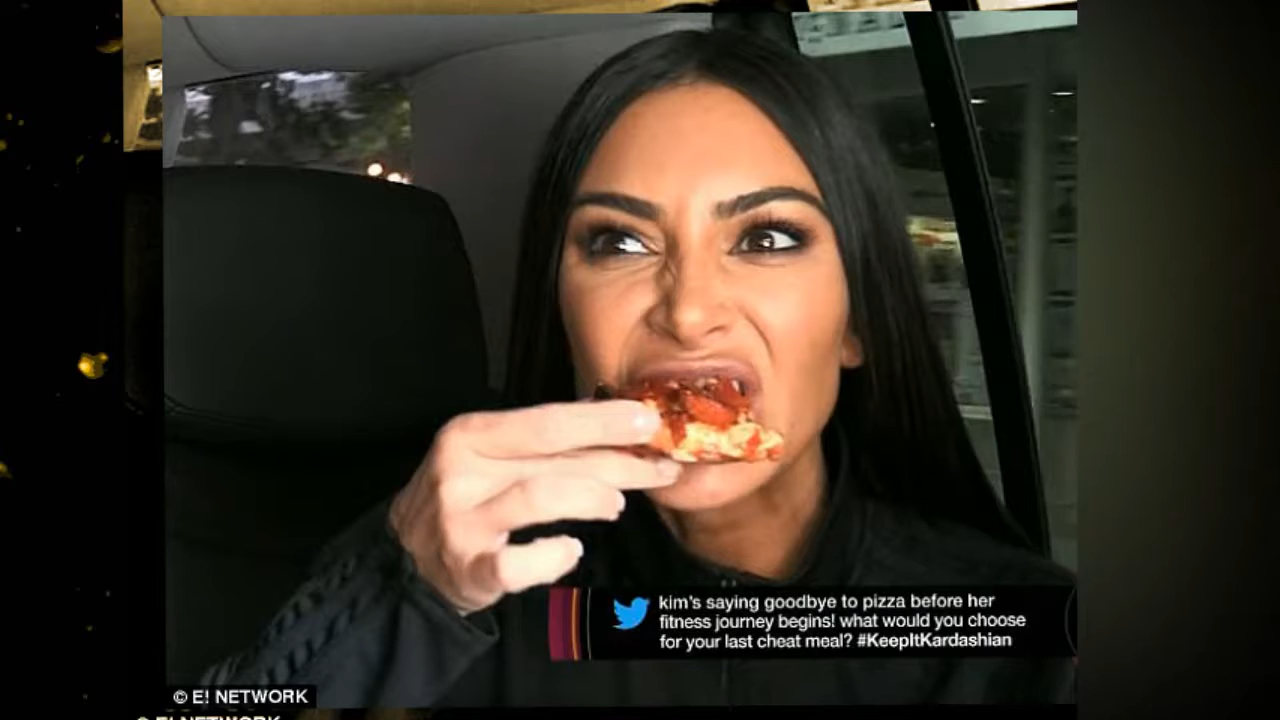 kim's saying goodbye to pizza before her
fitness journey begins! what would you choose
for your last cheat meal? #KeepItKardashian
© E! NETWORK
© E! NETWORK